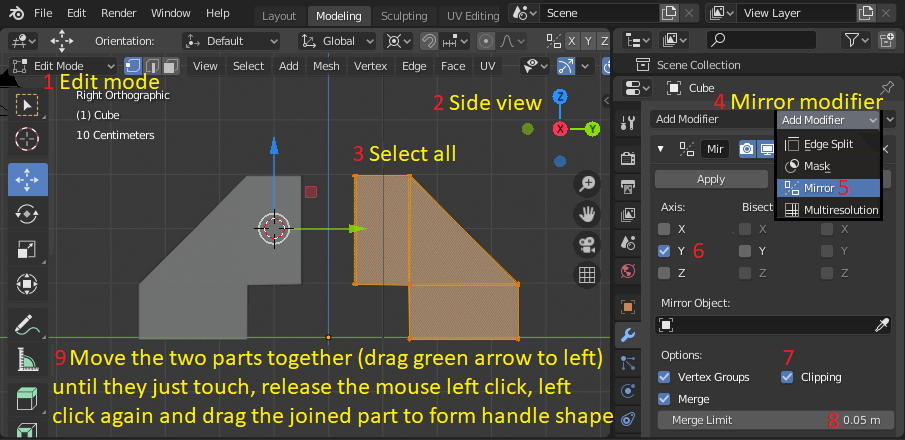 File Edit Render Window Help Layout Modeling Sculpting UV Editing Scene View Layer
Orientation: Default Global X Y Z
Edit Mode View Select Add Mesh Vertex Edge Face UV Scene Collection
1 Edit mode
Right Orthographic
(1) Cube
10 Centimeters
2 Side view
Z
X Y
3 Select all
Cube
4 Mirror modifier
Add Modifier Add Modifier
Edge Split
Mask
Mirror 5
Multiresolution
Mir
Apply
Axis: Bisect
X X
Y 6 Y
Z Z
Mirror Object:
Options: 7
Vertex Groups Clipping
Merge
Merge Limit 8 0.05 m
9 Move the two parts together (drag green arrow to left)
until they just touch, release the mouse left click, left
click again and drag the joined part to form handle shape